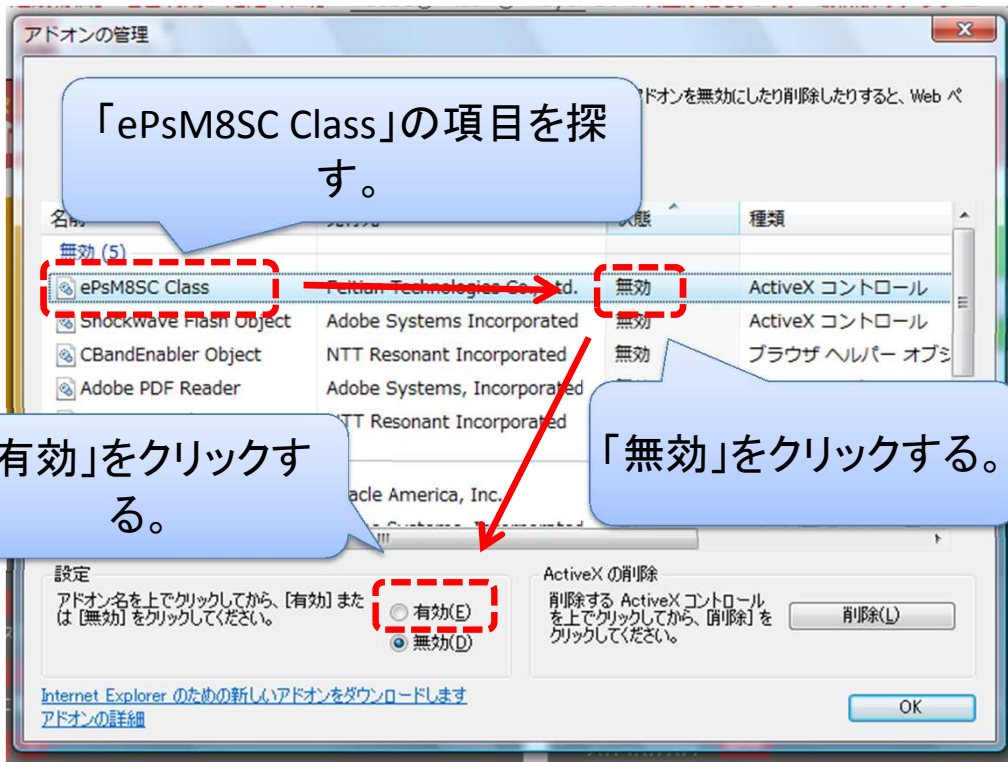 アドオンの管理
ドオンを無効にしたり削除したりすると、Web ペ
「ePsM8SC Class」の項目を探
す。
名前 状態 種類
無効 (5)
ePsM8SC Class Feitian Technologies Co., Ltd. 無効 ActiveX コントロール
Shockwave Flash Object Adobe Systems Incorporated 無効 ActiveX コントロール
CBandEnabler Object NTT Resonant Incorporated 無効 ブラウザ ヘルパー オブジ
Adobe PDF Reader Adobe Systems, Incorporated
NTT Resonant Incorporated
有効」をクリックす
る。
「無効」をクリックする。
acle America, Inc.
設定
アドオン名を上でクリックしてから、[有効] また
は [無効] をクリックしてください。
有効(E)
無効(D)
ActiveX の削除
削除する ActiveX コントロール
を上でクリックしてから、[削除] を
クリックしてください。
削除(L)
Internet Explorer のための新しいアドオンをダウンロードします
アドオンの詳細
OK